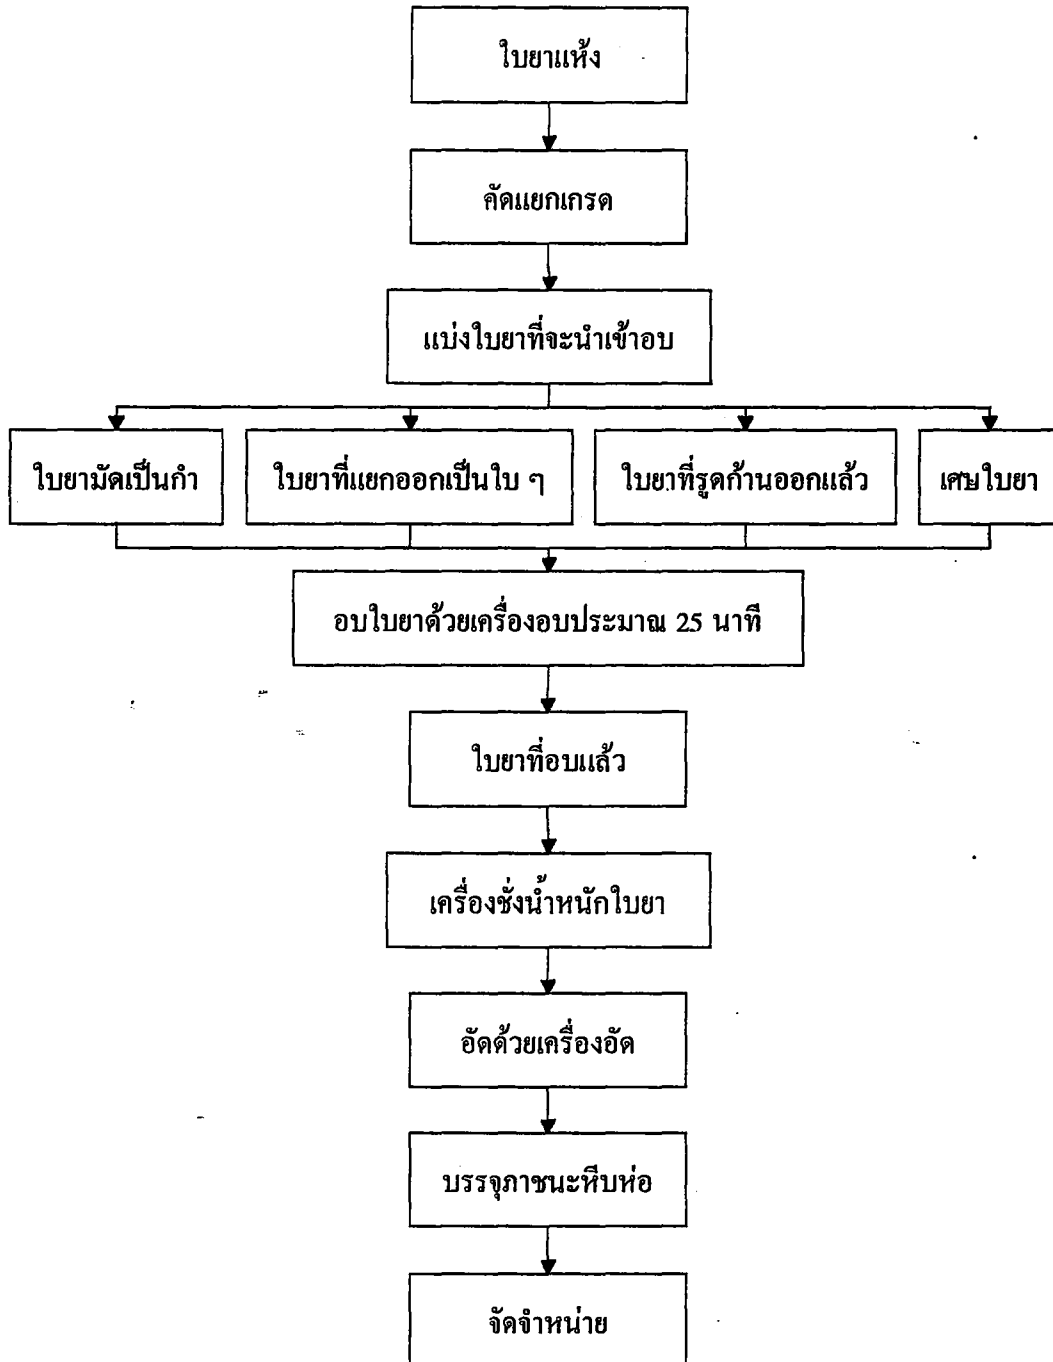 ใบยาแห้ง
คัดแยกเกรด
แบ่งใบยาที่จะนำเข้าอบ
ใบยามัดเป็นกำ
ใบยาที่แยกออกเป็นใบ ๆ
ใบยาที่รูดก้านออกแล้ว
เศษใบยา
อบใบยาด้วยเครื่องอบประมาณ 25 นาที
ใบยาที่อบแล้ว
เครื่องชั่งน้ำหนักใบยา
อัดด้วยเครื่องอัด
บรรจุภาชนะหีบห่อ
จัดจำหน่าย